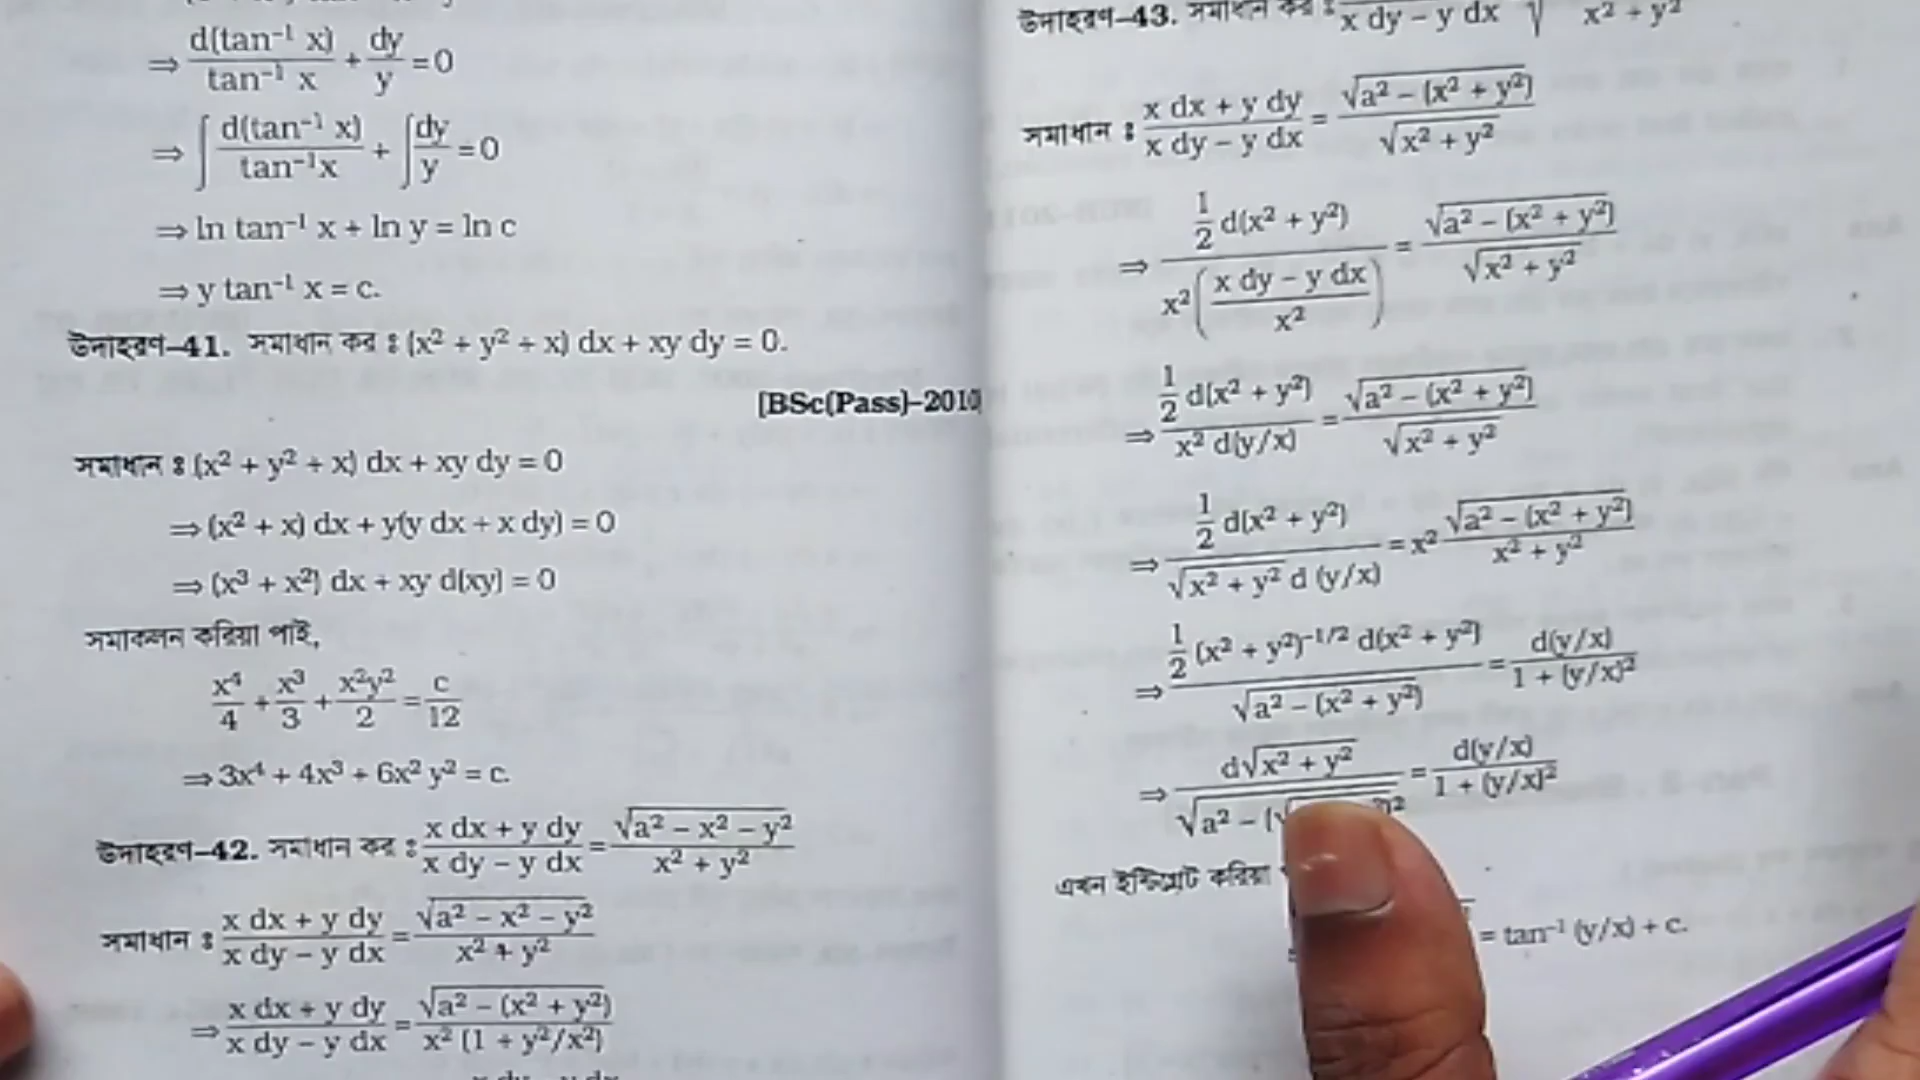 ⇒ d(tan⁻¹ x)/tan⁻¹ x + dy/y = 0
⇒ ∫ d(tan⁻¹ x)/tan⁻¹x + ∫ dy/y = 0
⇒ ln tan⁻¹ x + ln y = ln c
⇒ y tan⁻¹ x = c.
উদাহরণ–41. সমাধান কর ঃ (x² + y² + x) dx + xy dy = 0.
[BSc(Pass)–2010]
সমাধান ঃ (x² + y² + x) dx + xy dy = 0
⇒ (x² + x) dx + y(y dx + x dy) = 0
⇒ (x³ + x²) dx + xy d(xy) = 0
সমাকলন করিয়া পাই,
x⁴/4 + x³/3 + x²y²/2 = c/12
⇒ 3x⁴ + 4x³ + 6x² y² = c.
উদাহরণ–42. সমাধান কর ঃ (x dx + y dy)/(x dy – y dx) = √(a² – x² – y²)/(x² + y²)
সমাধান ঃ (x dx + y dy)/(x dy – y dx) = √(a² – x² – y²)/(x² + y²)
⇒ (x dx + y dy)/(x dy – y dx) = √(a² – (x² + y²))/(x² (1 + y²/x²))
উদাহরণ–43. সমাধান কর ঃ x dy – y dx √ x² + y²
সমাধান ঃ (x dx + y dy)/(x dy – y dx) = √(a² – (x² + y²))/√(x² + y²)
⇒ ½ d(x² + y²)/(x²((x dy – y dx)/x²)) = √(a² – (x² + y²))/√(x² + y²)
⇒ ½ d(x² + y²)/(x² d(y/x)) = √(a² – (x² + y²))/√(x² + y²)
⇒ ½ d(x² + y²)/(√(x² + y²) d (y/x)) = x² √(a² – (x² + y²))/(x² + y²)
⇒ ½ (x² + y²)^(–1/2) d(x² + y²)/√(a² – (x² + y²)) = d(y/x)/(1 + (y/x)²)
⇒ d√(x² + y²)/√(a² – (√ )² = d(y/x)/(1 + (y/x)²)
এখন ইন্টিগ্রেট করিয়া
= tan⁻¹ (y/x) + c.